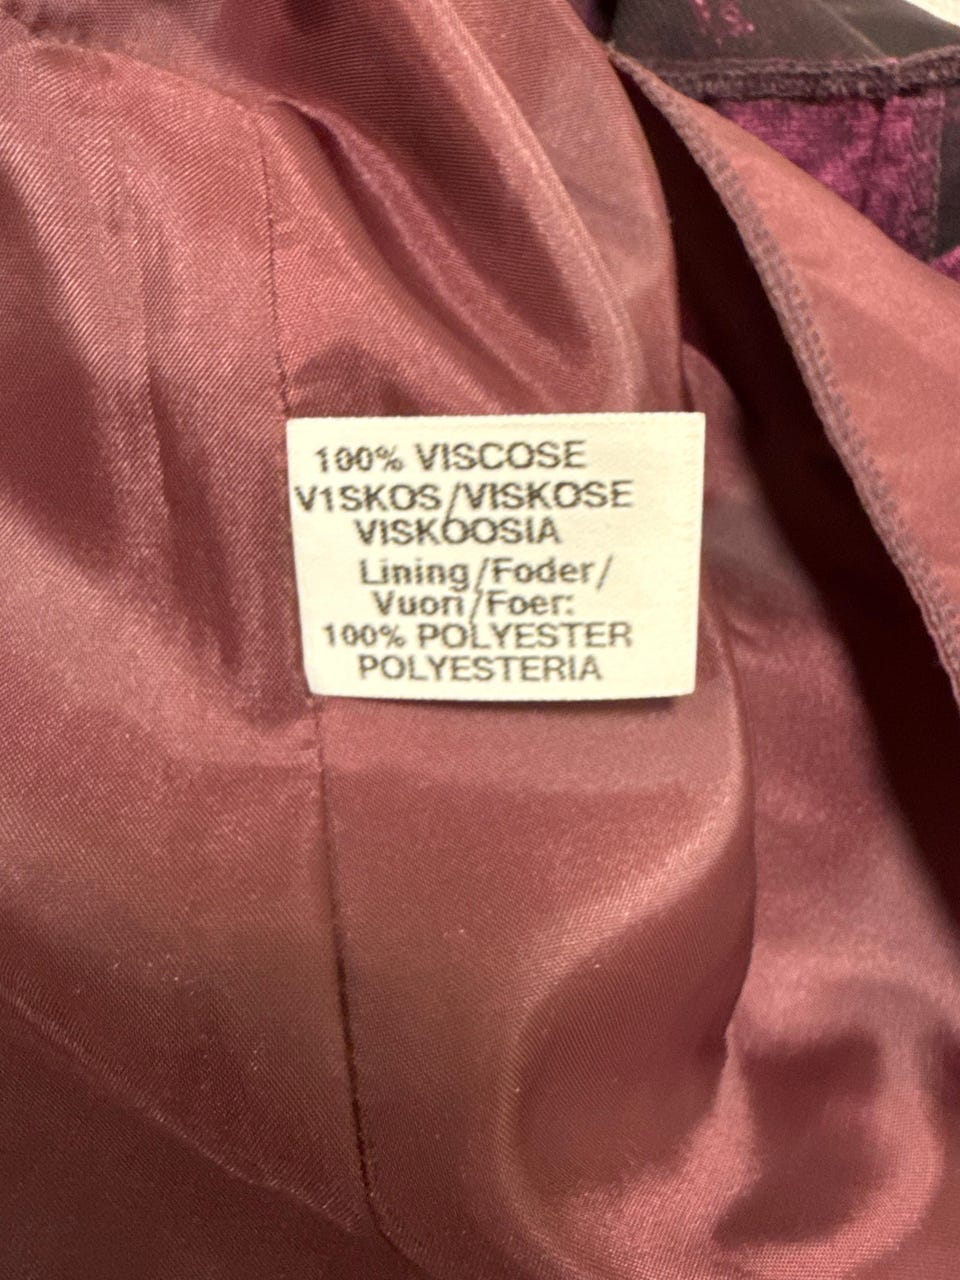 100% VISCOSE
V1SKOS/VISKOSE
VISKOOSIA
Lining/Foder/
Vuori/Foer:
100% POLYESTER
POLYESTERIA